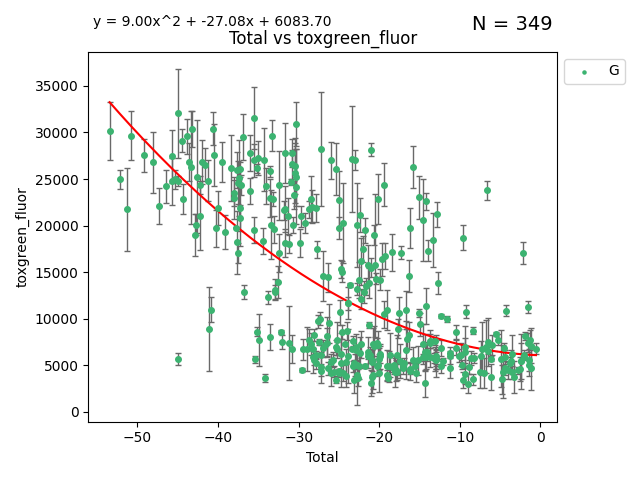 y = 9.00x^2 + -27.08x + 6083.70
N = 349
Total vs toxgreen_fluor
G
toxgreen_fluor
35000
30000
25000
20000
15000
10000
5000
0
−50 −40 −30 −20 −10 0
Total